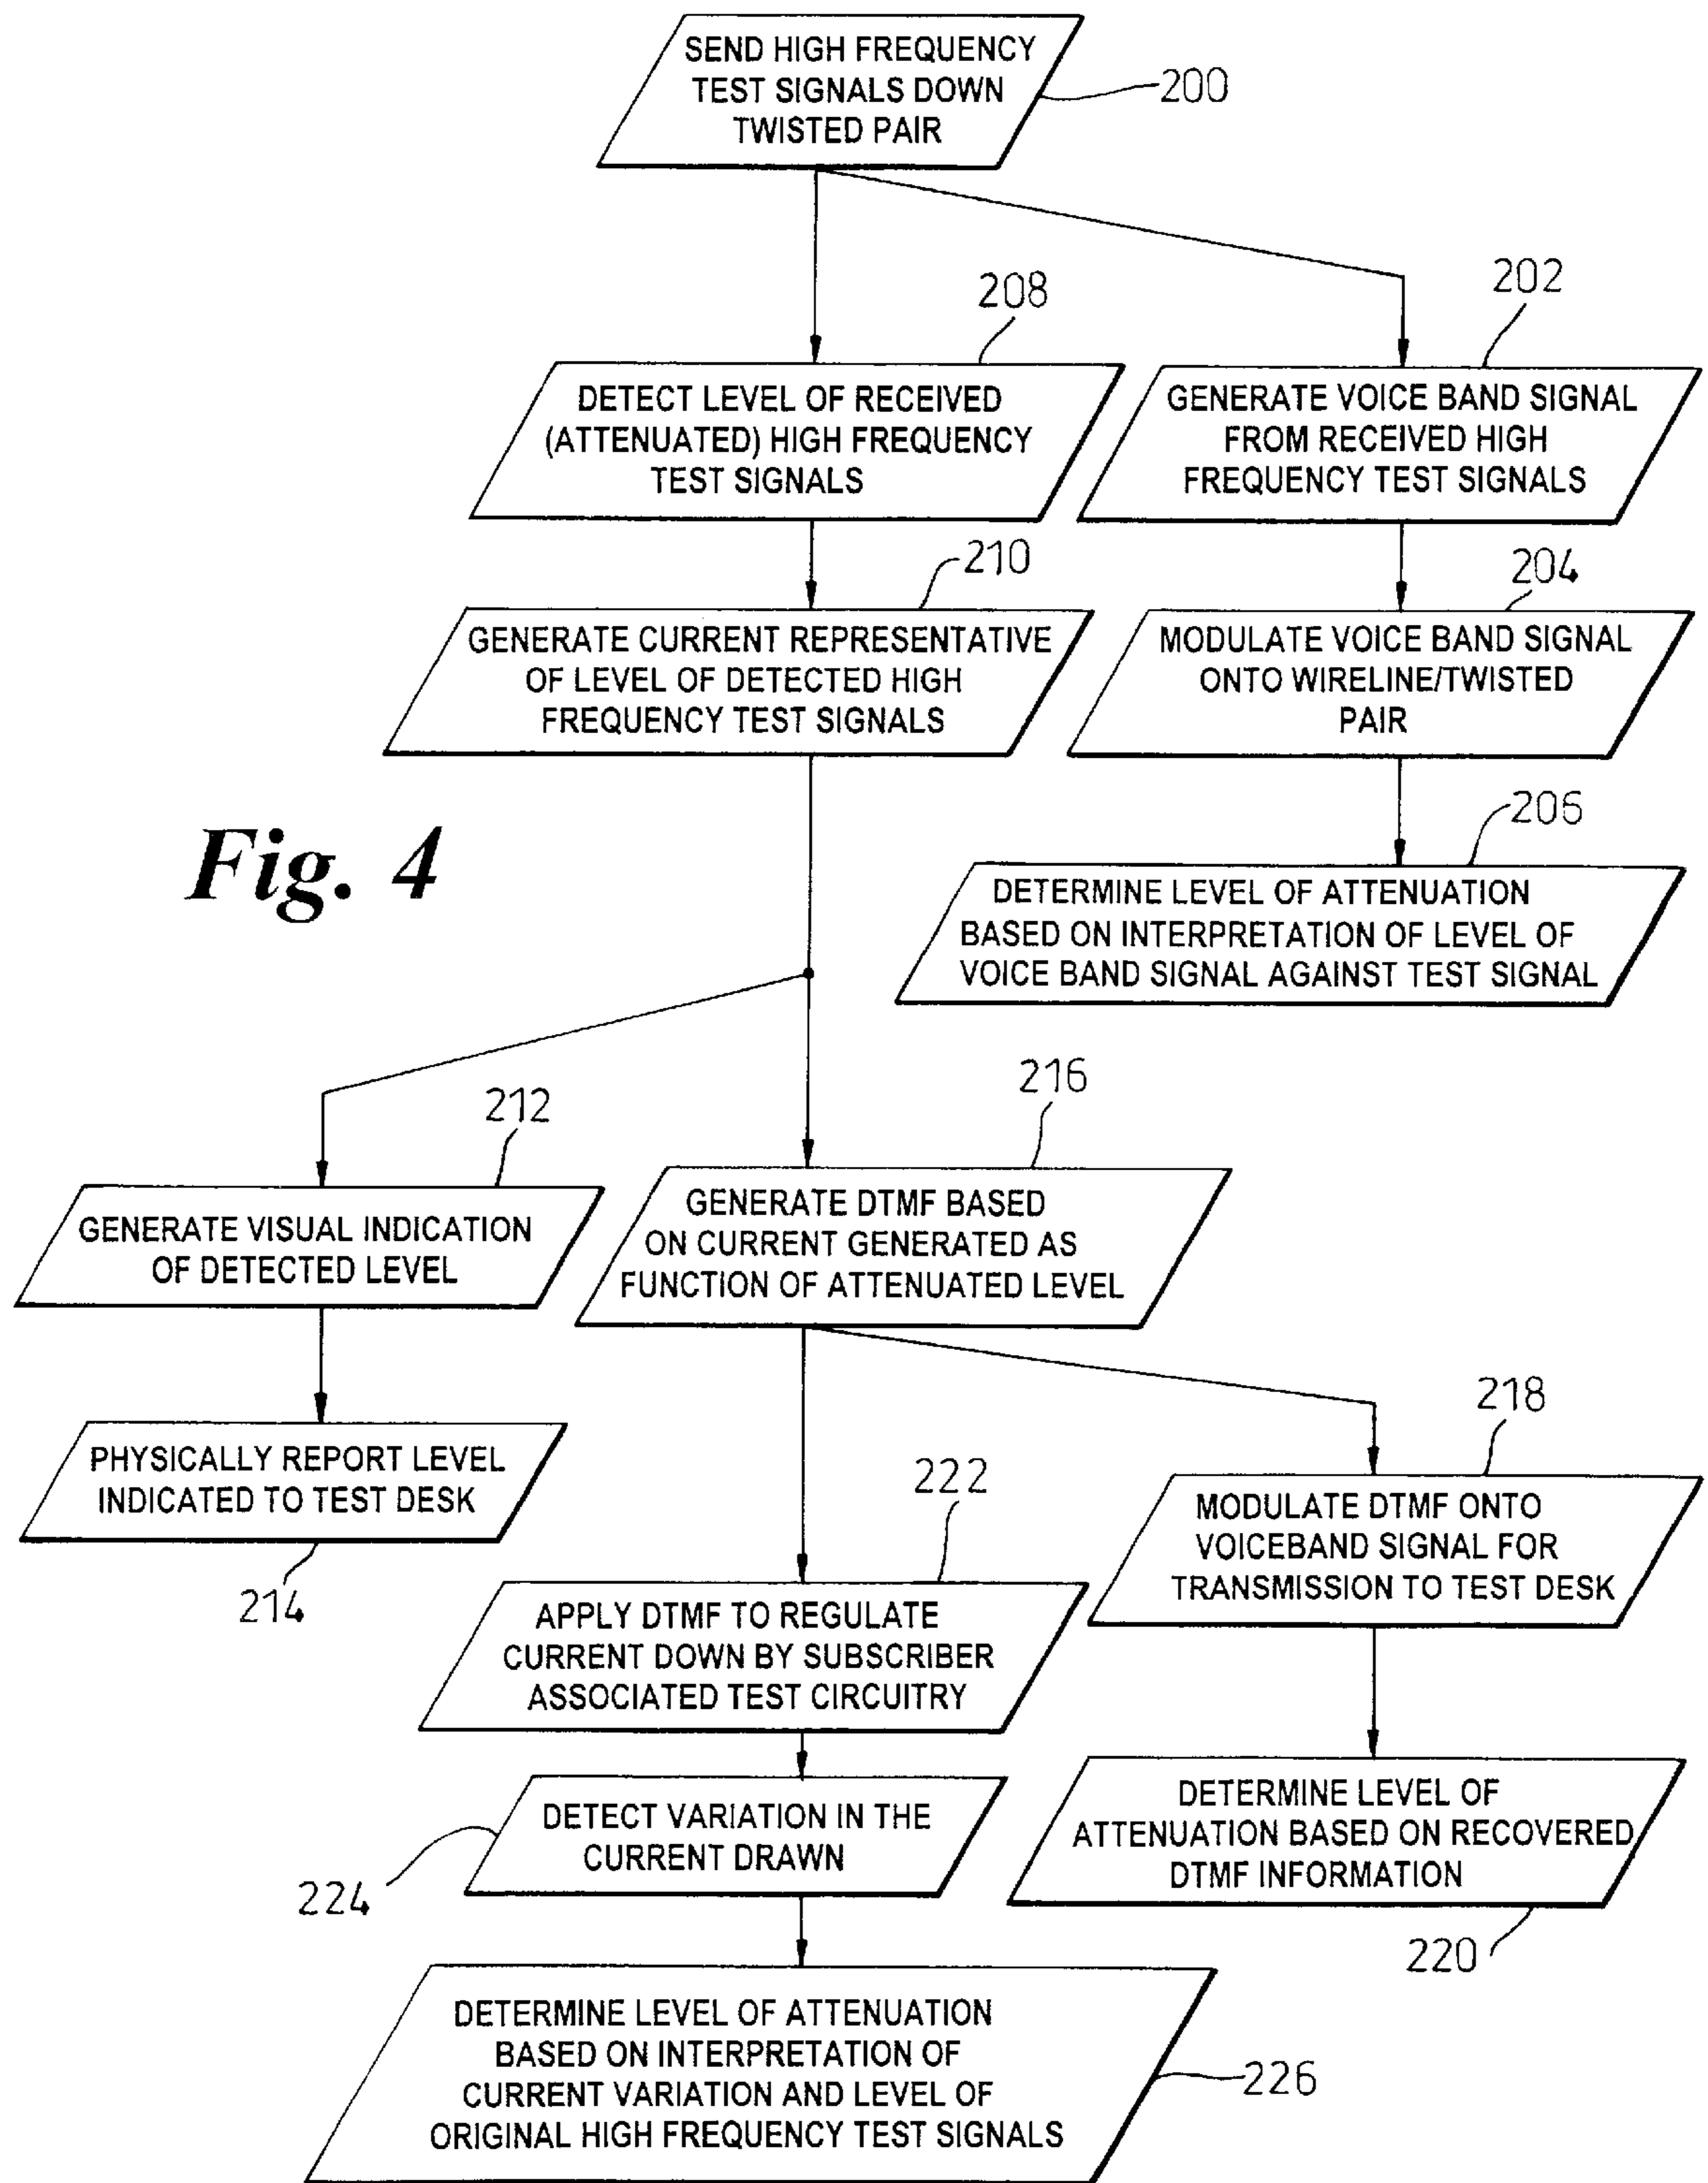 SEND HIGH FREQUENCY
TEST SIGNALS DOWN
TWISTED PAIR
200
208
DETECT LEVEL OF RECEIVED
(ATTENUATED) HIGH FREQUENCY
TEST SIGNALS
202
GENERATE VOICE BAND SIGNAL
FROM RECEIVED HIGH
FREQUENCY TEST SIGNALS
210
GENERATE CURRENT REPRESENTATIVE
OF LEVEL OF DETECTED HIGH
FREQUENCY TEST SIGNALS
204
MODULATE VOICE BAND SIGNAL
ONTO WIRELINE/TWISTED
PAIR
Fig. 4
206
DETERMINE LEVEL OF ATTENUATION
BASED ON INTERPRETATION OF LEVEL OF
VOICE BAND SIGNAL AGAINST TEST SIGNAL
212
GENERATE VISUAL INDICATION
OF DETECTED LEVEL
216
GENERATE DTMF BASED
ON CURRENT GENERATED AS
FUNCTION OF ATTENUATED LEVEL
PHYSICALLY REPORT LEVEL
INDICATED TO TEST DESK
214
218
MODULATE DTMF ONTO
VOICEBAND SIGNAL FOR
TRANSMISSION TO TEST DESK
222
APPLY DTMF TO REGULATE
CURRENT DOWN BY SUBSCRIBER
ASSOCIATED TEST CIRCUITRY
DETECT VARIATION IN THE
CURRENT DRAWN
224
DETERMINE LEVEL OF
ATTENUATION BASED ON RECOVERED
DTMF INFORMATION
220
DETERMINE LEVEL OF ATTENUATION
BASED ON INTERPRETATION OF
CURRENT VARIATION AND LEVEL OF
ORIGINAL HIGH FREQUENCY TEST SIGNALS
226